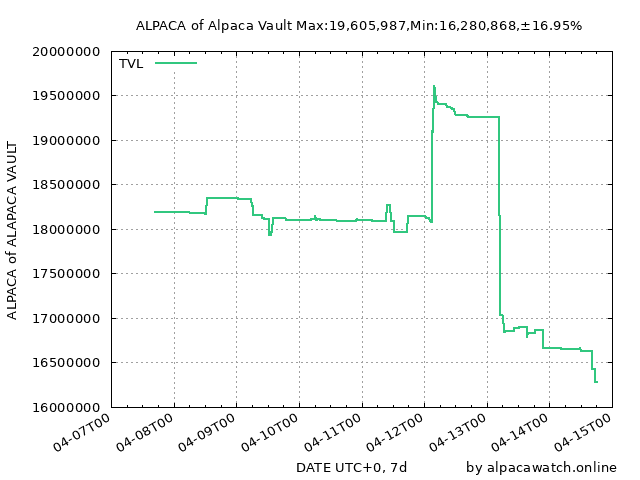 ALPACA of Alpaca Vault Max:19,605,987,Min:16,280,868,±16.95%
TVL
20000000
19500000
19000000
18500000
18000000
17500000
17000000
16500000
16000000
ALPACA of ALAPACA VAULT
04-07T00
04-08T00
04-09T00
04-10T00
04-11T00
04-12T00
04-13T00
04-14T00
04-15T00
DATE UTC+0, 7d
by alpacawatch.online